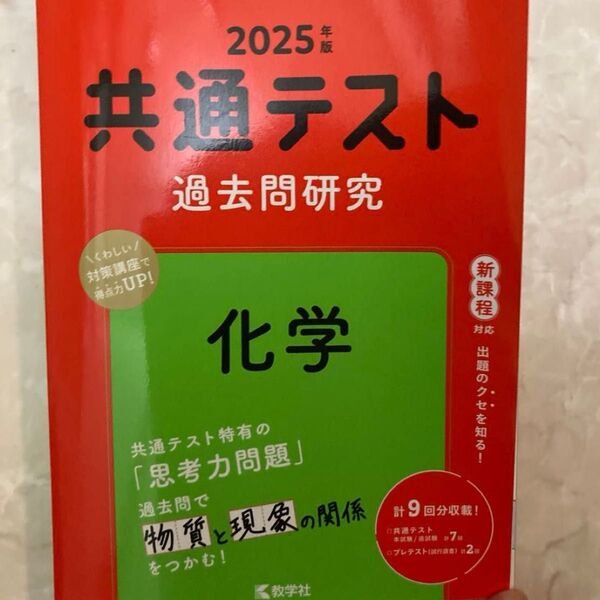 2025年版
共通テスト
過去問研究
くわしい
対策講座で
得点力UP!
化学
新課程
対応
出題のクセを知る!
共通テスト特有の
「思考力問題」
過去問で
物質と現象の関係
をつかむ!
計9回分収載!
共通テスト
本試験/追試験 計7回
プレテスト(試行調査) 計2回
教学社